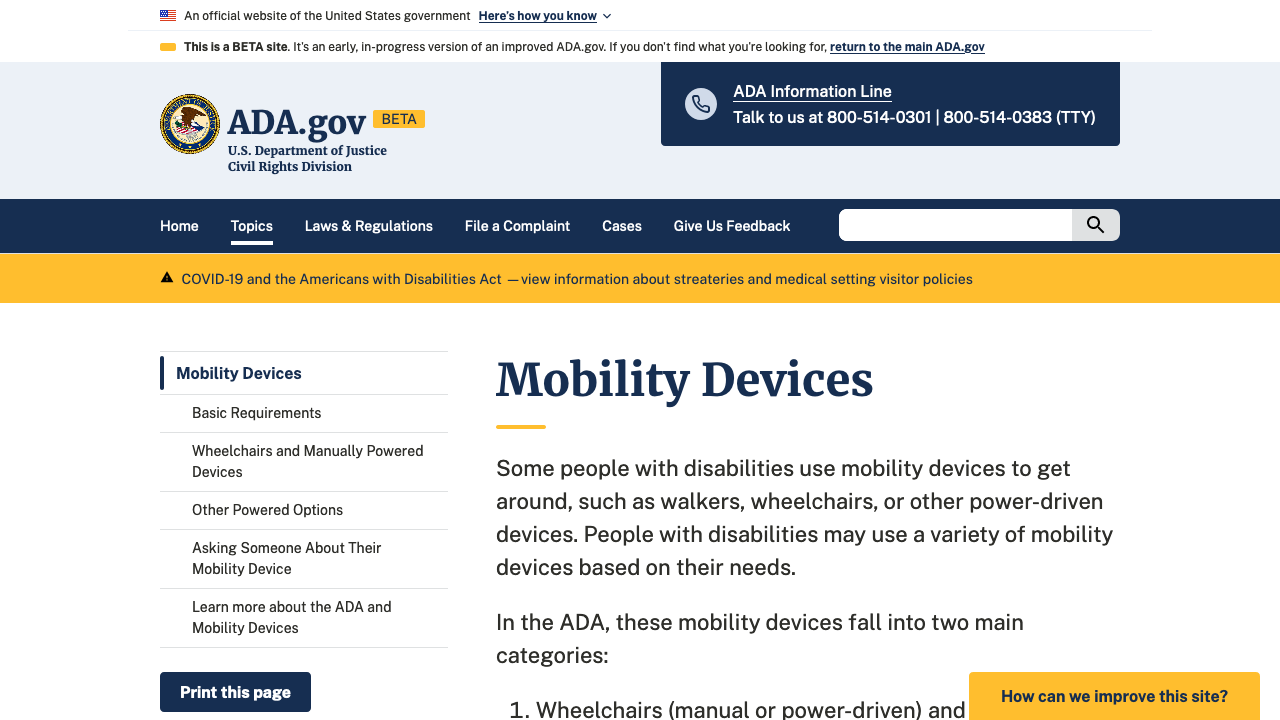 An official website of the United States government Here's how you know
This is a BETA site. It's an early, in-progress version of an improved ADA.gov. If you don't find what you're looking for, return to the main ADA.gov
ADA.gov BETA
U.S. Department of Justice
Civil Rights Division
ADA Information Line
Talk to us at 800-514-0301 | 800-514-0383 (TTY)
Home Topics Laws & Regulations File a Complaint Cases Give Us Feedback
COVID-19 and the Americans with Disabilities Act — view information about streateries and medical setting visitor policies
Mobility Devices
Basic Requirements
Wheelchairs and Manually Powered
Devices
Other Powered Options
Asking Someone About Their
Mobility Device
Learn more about the ADA and
Mobility Devices
Print this page
Mobility Devices
Some people with disabilities use mobility devices to get
around, such as walkers, wheelchairs, or other power-driven
devices. People with disabilities may use a variety of mobility
devices based on their needs.
In the ADA, these mobility devices fall into two main
categories:
1. Wheelchairs (manual or power-driven) and
How can we improve this site?